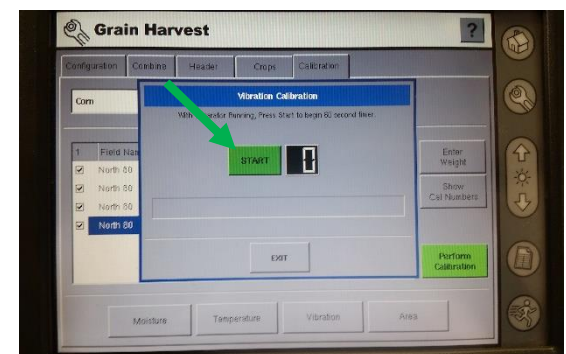 Grain Harvest
?
Configuration Combine Header Crops Calibration
Corn
Vibration Calibration
With Running, Press Start to begin 60 second timer.
START
1 Field Nam
North 80
North 80
North 80
North 80
Enter
Weight
Show
Cal Numbers
EXIT
Perform
Calibration
Moisture Temperature Vibration Area